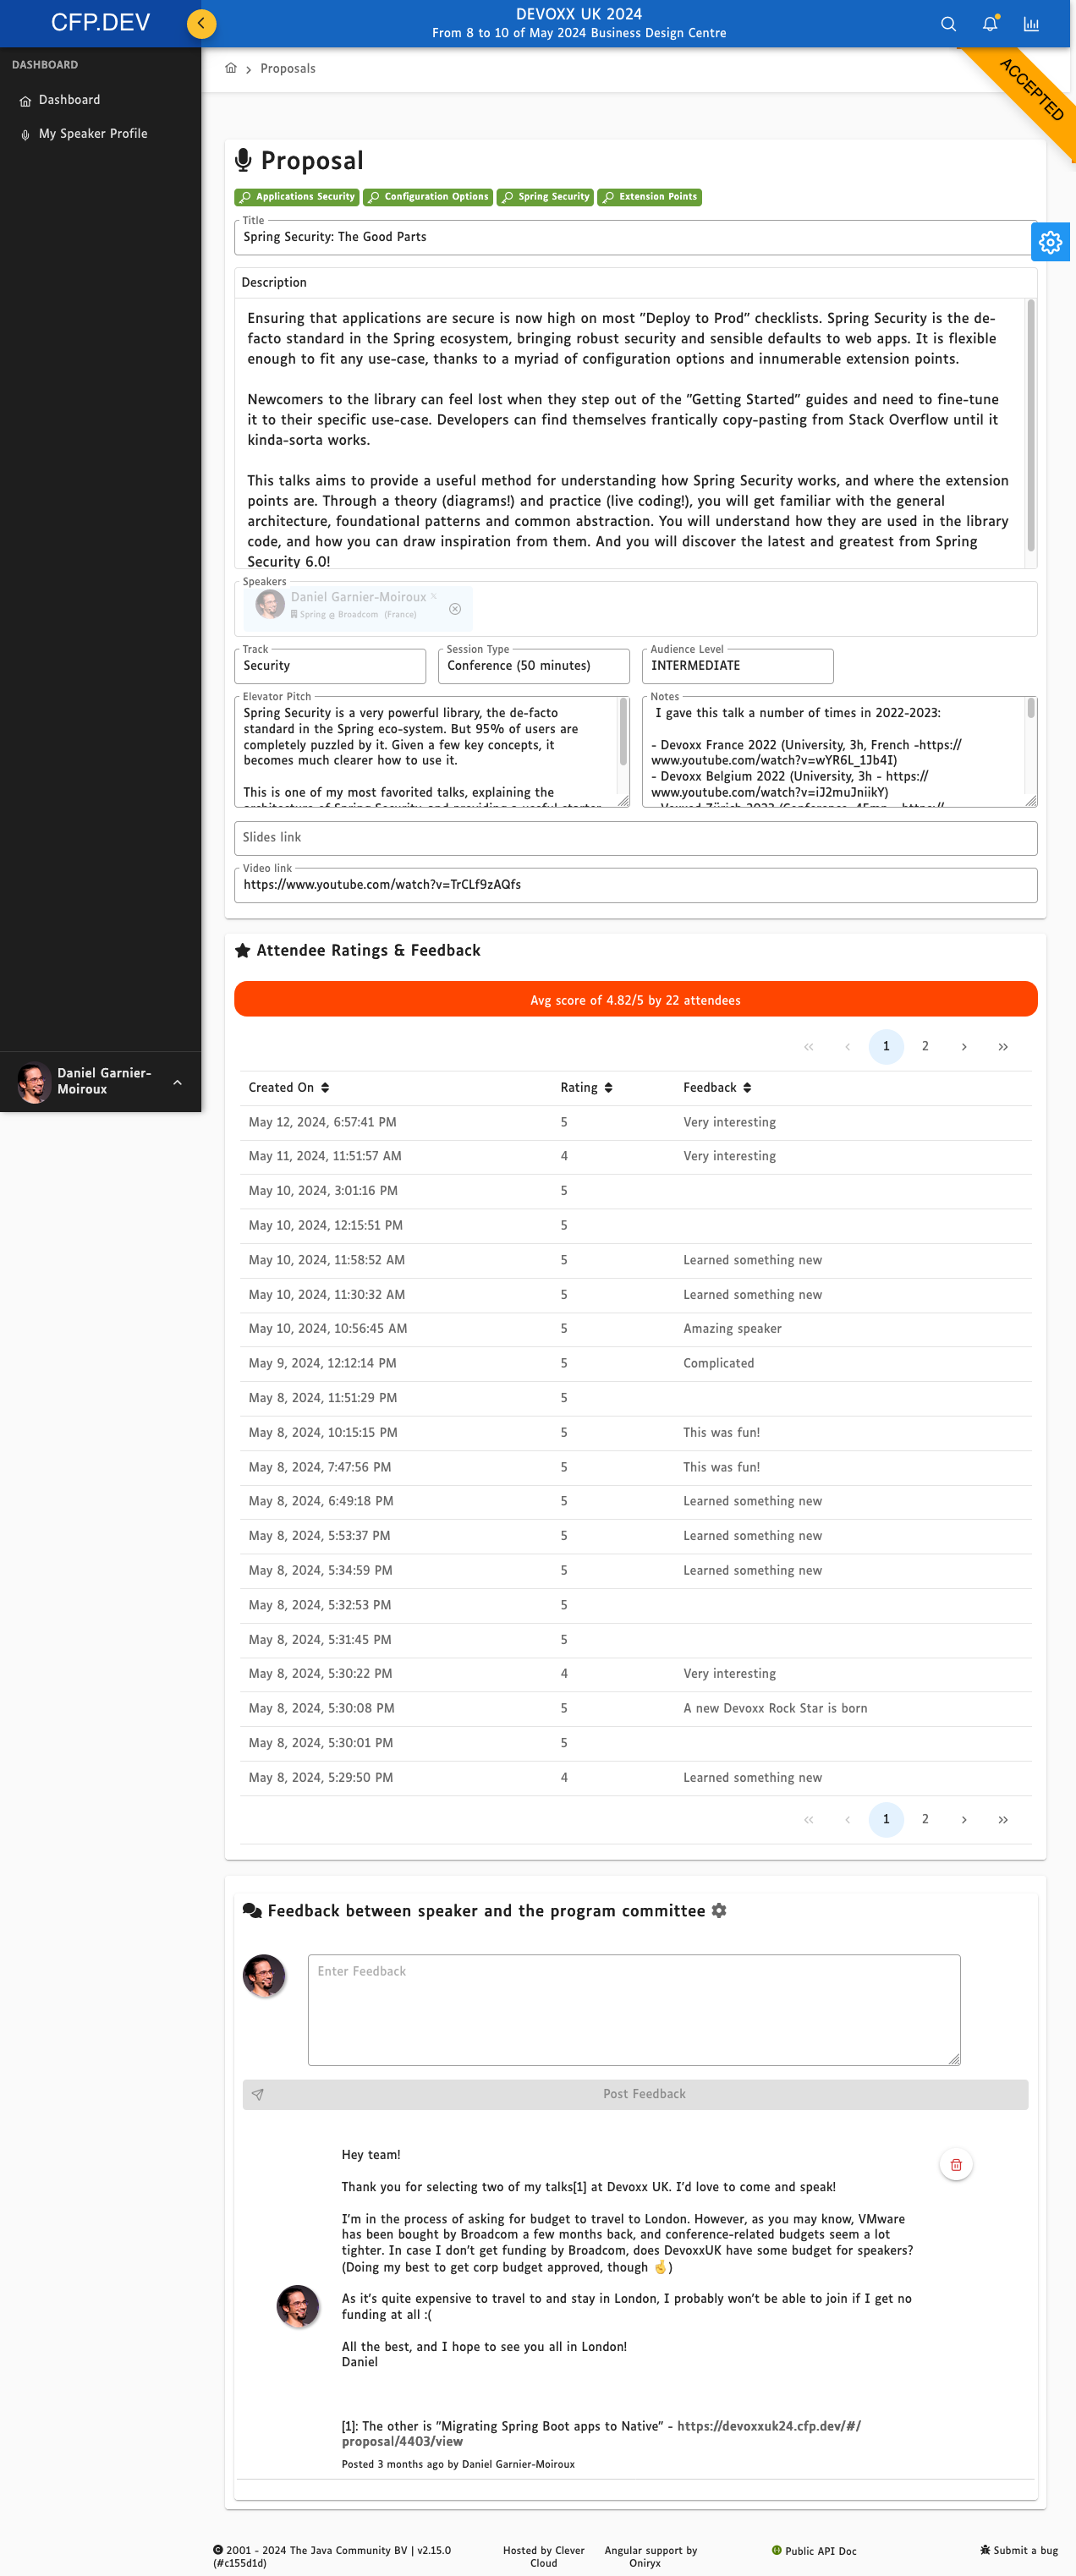 CFP.DEV
DEVOXX UK 2024
From 8 to 10 of May 2024 Business Design Centre
DASHBOARD
Dashboard
My Speaker Profile
Proposals
ACCEPTED
Proposal
Applications Security Configuration Options Spring Security Extension Points
Title
Spring Security: The Good Parts
Description
Ensuring that applications are secure is now high on most "Deploy to Prod" checklists. Spring Security is the de-
facto standard in the Spring ecosystem, bringing robust security and sensible defaults to web apps. It is flexible
enough to fit any use-case, thanks to a myriad of configuration options and innumerable extension points.
Newcomers to the library can feel lost when they step out of the "Getting Started" guides and need to fine-tune
it to their specific use-case. Developers can find themselves frantically copy-pasting from Stack Overflow until it
kinda-sorta works.
This talks aims to provide a useful method for understanding how Spring Security works, and where the extension
points are. Through a theory (diagrams!) and practice (live coding!), you will get familiar with the general
architecture, foundational patterns and common abstraction. You will understand how they are used in the library
code, and how you can draw inspiration from them. And you will discover the latest and greatest from Spring
Security 6.0!
Speakers
Daniel Garnier-Moiroux
Spring @ Broadcom (France)
Track
Security
Session Type
Conference (50 minutes)
Audience Level
INTERMEDIATE
Elevator Pitch
Spring Security is a very powerful library, the de-facto
standard in the Spring eco-system. But 95% of users are
completely puzzled by it. Given a few key concepts, it
becomes much clearer how to use it.
This is one of my most favorited talks, explaining the
architecture of Spring Security and providing a useful starter
Notes
I gave this talk a number of times in 2022-2023:
- Devoxx France 2022 (University, 3h, French -https://
www.youtube.com/watch?v=wYR6L_1Jb4I)
- Devoxx Belgium 2022 (University, 3h - https://
www.youtube.com/watch?v=iJ2muJniikY)
- Voxxed Zürich 2023 (Conference, 45mn - https://
Slides link
Video link
https://www.youtube.com/watch?v=TrCLf9zAQfs
Attendee Ratings & Feedback
Avg score of 4.82/5 by 22 attendees
1 2
Created On Rating Feedback
May 12, 2024, 6:57:41 PM 5 Very interesting
May 11, 2024, 11:51:57 AM 4 Very interesting
May 10, 2024, 3:01:16 PM 5
May 10, 2024, 12:15:51 PM 5
May 10, 2024, 11:58:52 AM 5 Learned something new
May 10, 2024, 11:30:32 AM 5 Learned something new
May 10, 2024, 10:56:45 AM 5 Amazing speaker
May 9, 2024, 12:12:14 PM 5 Complicated
May 8, 2024, 11:51:29 PM 5
May 8, 2024, 10:15:15 PM 5 This was fun!
May 8, 2024, 7:47:56 PM 5 This was fun!
May 8, 2024, 6:49:18 PM 5 Learned something new
May 8, 2024, 5:53:37 PM 5 Learned something new
May 8, 2024, 5:34:59 PM 5 Learned something new
May 8, 2024, 5:32:53 PM 5
May 8, 2024, 5:31:45 PM 5
May 8, 2024, 5:30:22 PM 4 Very interesting
May 8, 2024, 5:30:08 PM 5 A new Devoxx Rock Star is born
May 8, 2024, 5:30:01 PM 5
May 8, 2024, 5:29:50 PM 4 Learned something new
1 2
Daniel Garnier-
Moiroux
Feedback between speaker and the program committee
Enter Feedback
Post Feedback
Hey team!
Thank you for selecting two of my talks[1] at Devoxx UK. I'd love to come and speak!
I'm in the process of asking for budget to travel to London. However, as you may know, VMware
has been bought by Broadcom a few months back, and conference-related budgets seem a lot
tighter. In case I don't get funding by Broadcom, does DevoxxUK have some budget for speakers?
(Doing my best to get corp budget approved, though 🤞)
As it's quite expensive to travel to and stay in London, I probably won't be able to join if I get no
funding at all :(
All the best, and I hope to see you all in London!
Daniel
[1]: The other is "Migrating Spring Boot apps to Native" - https://devoxxuk24.cfp.dev/#/
proposal/4403/view
Posted 3 months ago by Daniel Garnier-Moiroux
2001 - 2024 The Java Community BV | v2.15.0
(#c155d1d)
Hosted by Clever
Cloud
Angular support by
Oniryx
Public API Doc
Submit a bug